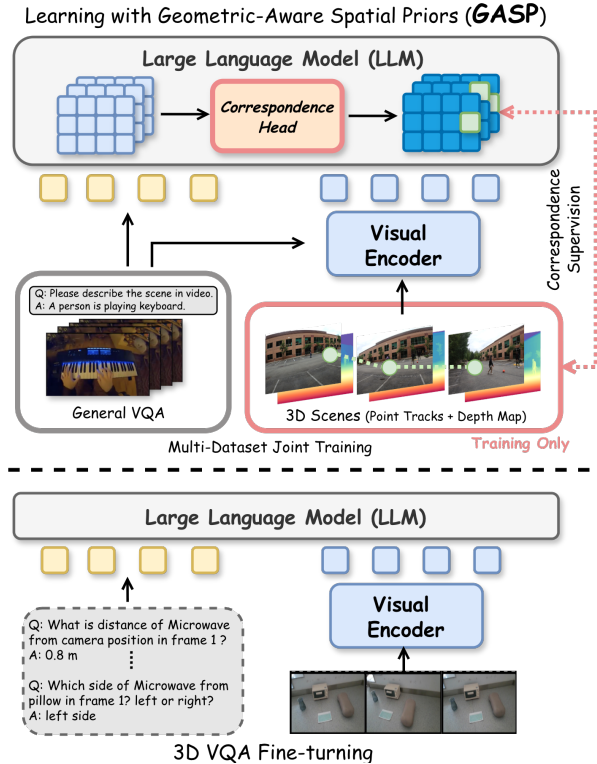 Learning with Geometric-Aware Spatial Priors (GASP)
Large Language Model (LLM)
Correspondence
Head
Correspondence
Supervision
Visual
Encoder
Q: Please describe the scene in video.
A: A person is playing keyboard.
General VQA
3D Scenes (Point Tracks + Depth Map)
Multi-Dataset Joint Training
Training Only
Large Language Model (LLM)
Visual
Encoder
Q: What is distance of Microwave
from camera position in frame 1 ?
A: 0.8 m
Q: Which side of Microwave from
pillow in frame 1? left or right?
A: left side
3D VQA Fine-turning